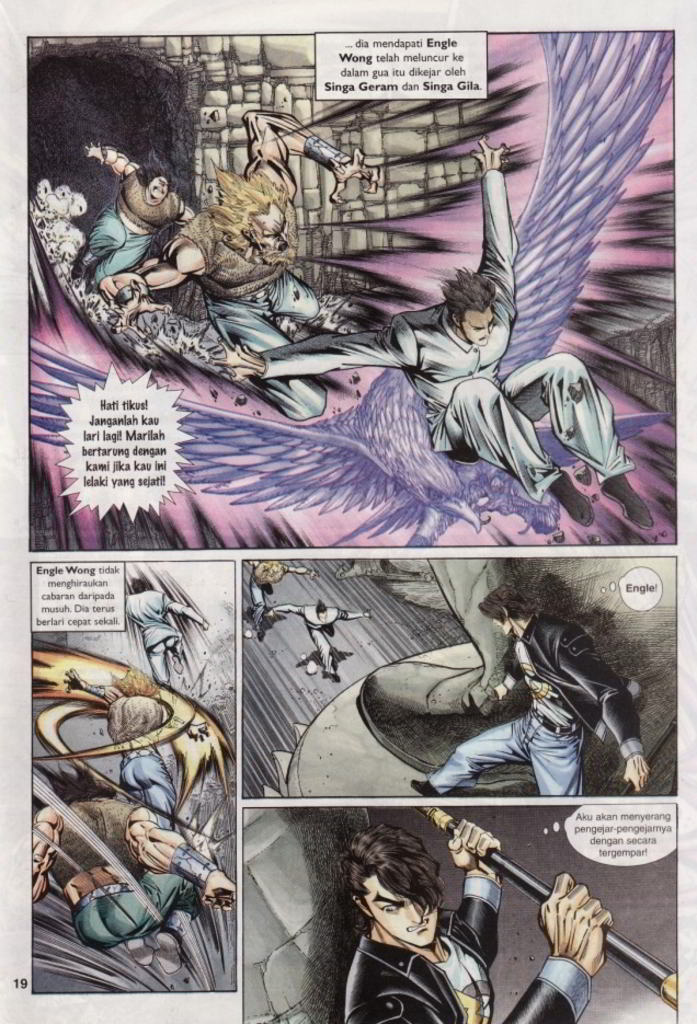 ... dia mendapati Engle
Wong telah meluncur ke
dalam gua itu dikejar oleh
Singa Geram dan Singa Gila.
Hati tikus!
Janganlah kau
lari lagi! Marilah
bertarung dengan
kami jika kau ini
lelaki yang sejati!
Engle Wong tidak
menghiraukan
cabaran daripada
musuh. Dia terus
berlari cepat sekali.
Engle!
Aku akan menyerang
pengejar-pengejarnya
dengan secara
tergempar!
19